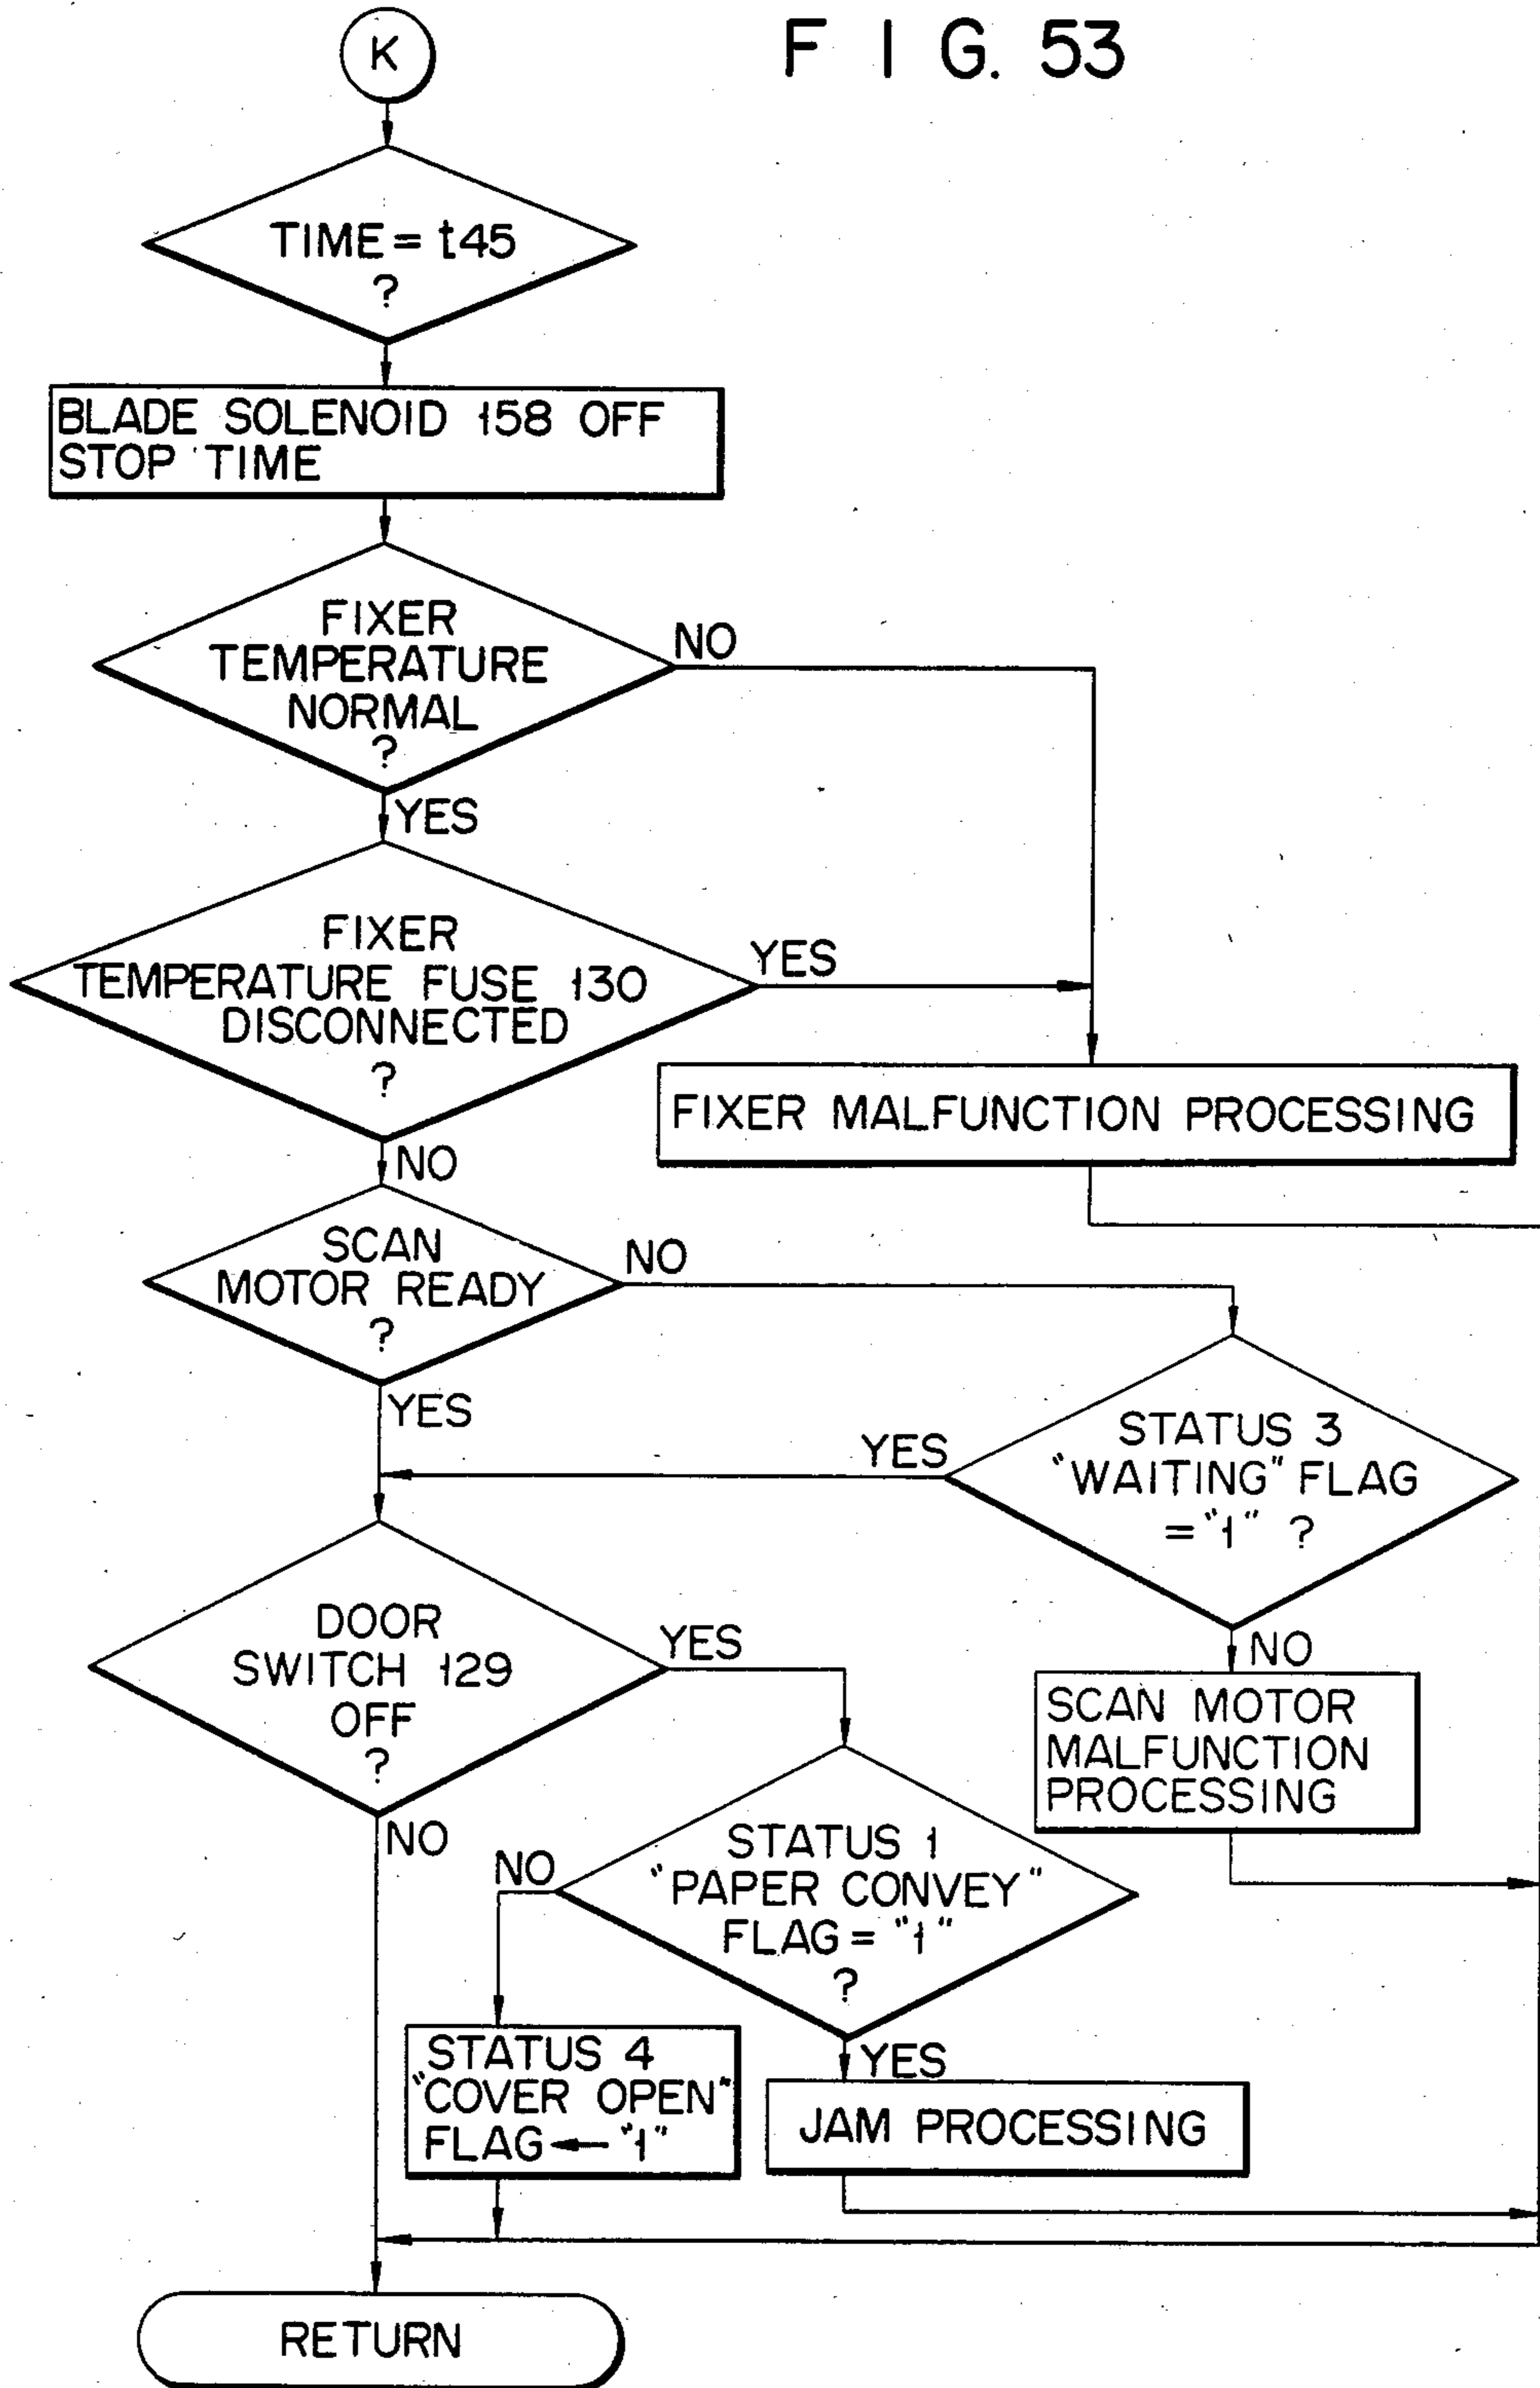 F I G. 53
K
TIME = t45
?
BLADE SOLENOID 158 OFF
STOP TIME
FIXER
TEMPERATURE
NORMAL
?
NO
YES
FIXER
TEMPERATURE FUSE 130
DISCONNECTED
?
YES
FIXER MALFUNCTION PROCESSING
NO
SCAN
MOTOR READY
?
NO
YES
STATUS 3
"WAITING" FLAG
= "1" ?
YES
NO
SCAN MOTOR
MALFUNCTION
PROCESSING
DOOR
SWITCH 129
OFF
?
YES
NO
STATUS 1
"PAPER CONVEY"
FLAG = "1"
?
NO
YES
STATUS 4
"COVER OPEN"
FLAG ← "1"
JAM PROCESSING
RETURN